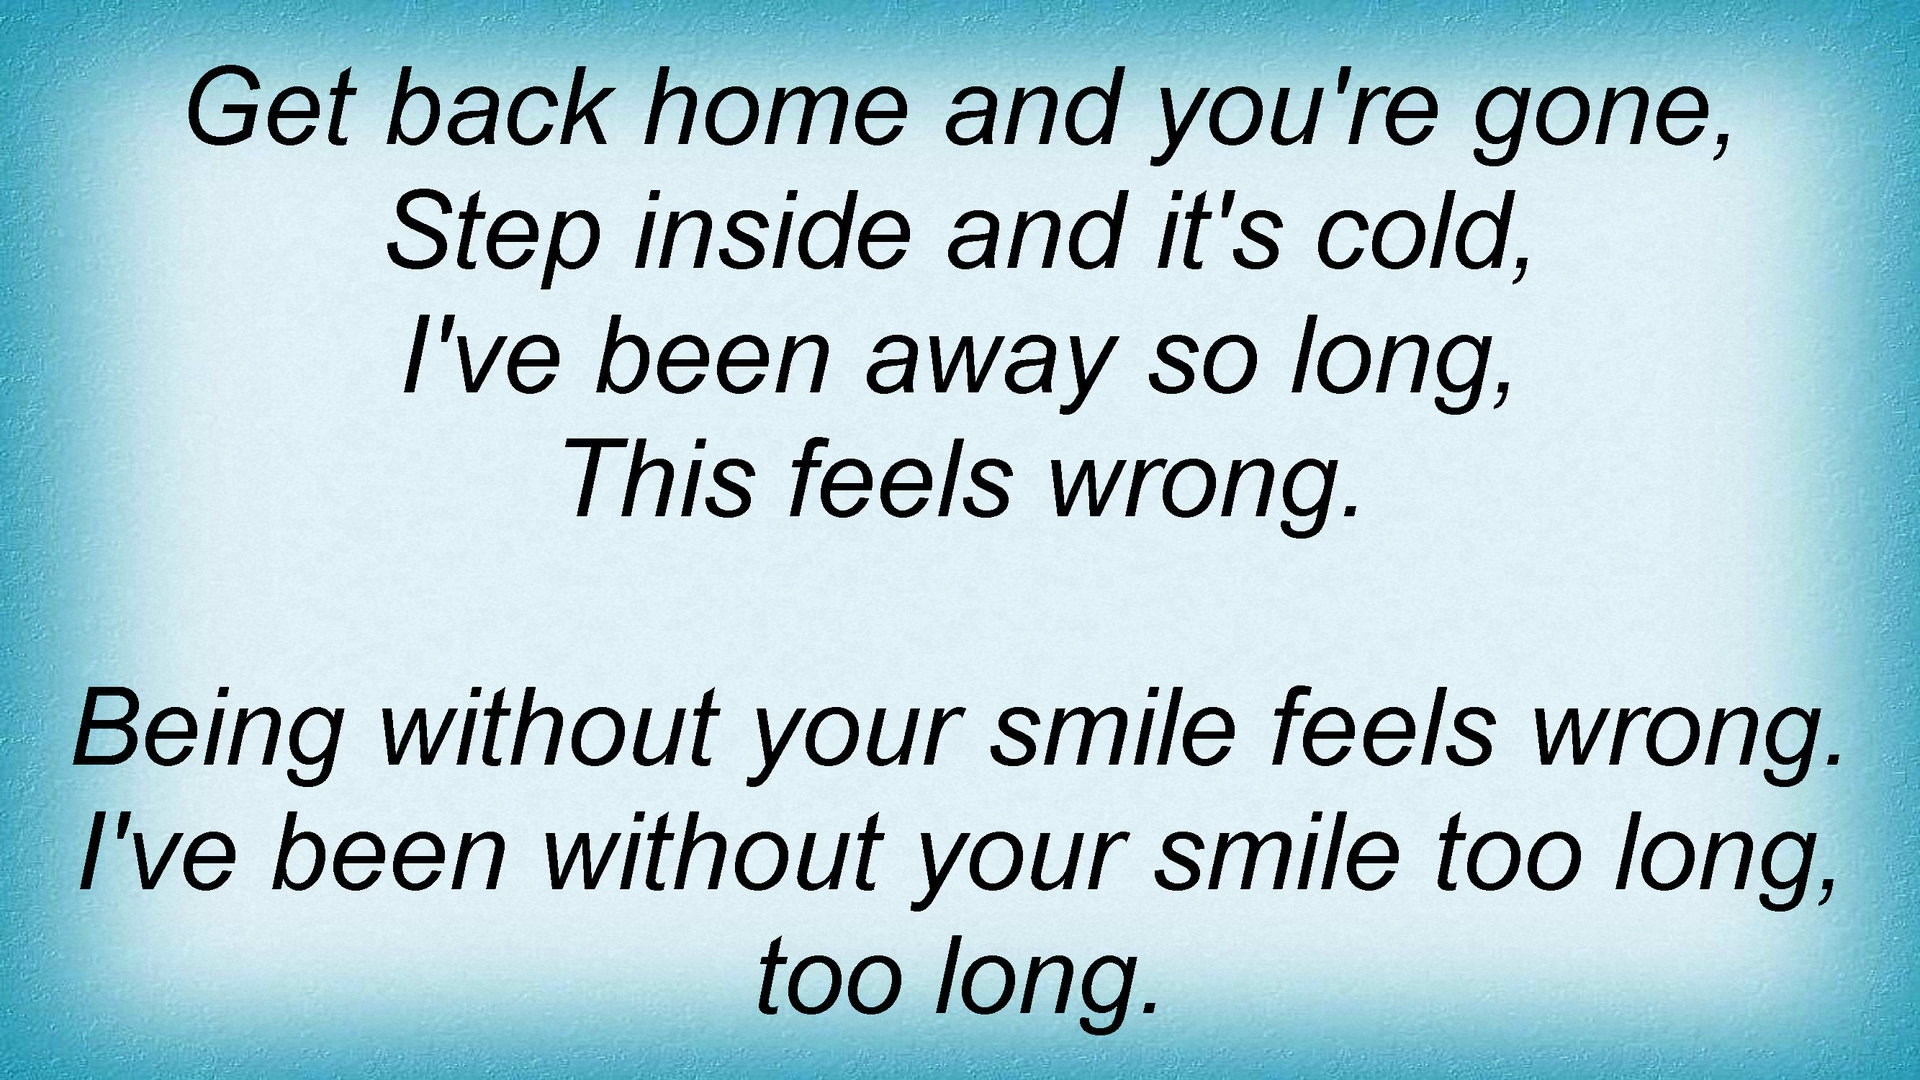 Get back home and you're gone,
Step inside and it's cold,
I've been away so long,
This feels wrong.
Being without your smile feels wrong.
I've been without your smile too long,
too long.